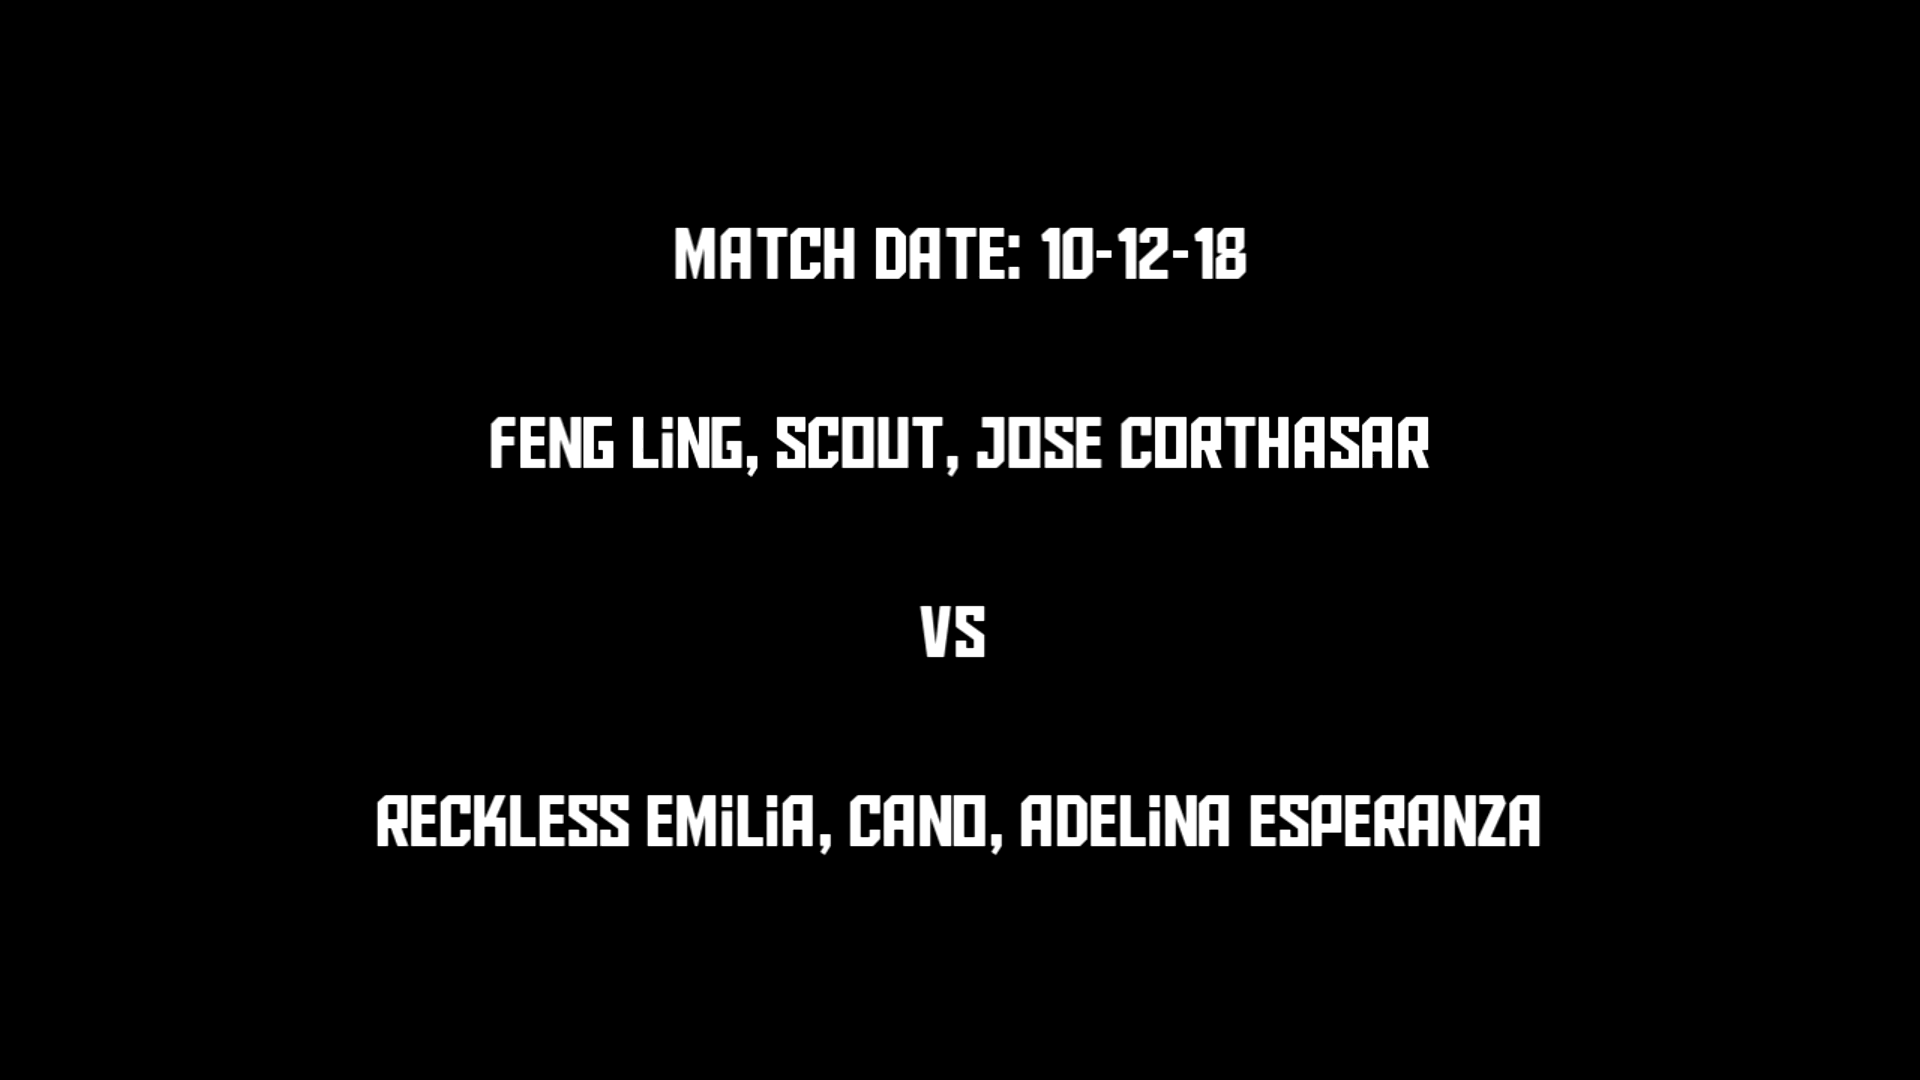 MATCH DATE: 10-12-18
FENG LiNG, SCOUT, JOSE CORTHASAR
VS
RECKLESS EMiLiA, CANO, ADELiNA ESPERANZA